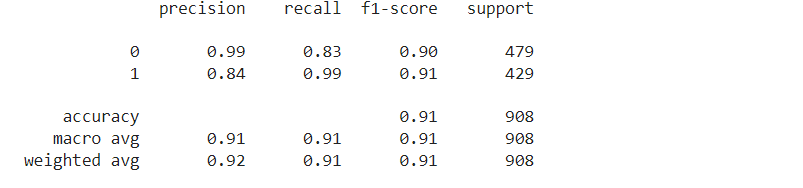 precision recall f1-score support
0 0.99 0.83 0.90 479
1 0.84 0.99 0.91 429
accuracy 0.91 908
macro avg 0.91 0.91 0.91 908
weighted avg 0.92 0.91 0.91 908